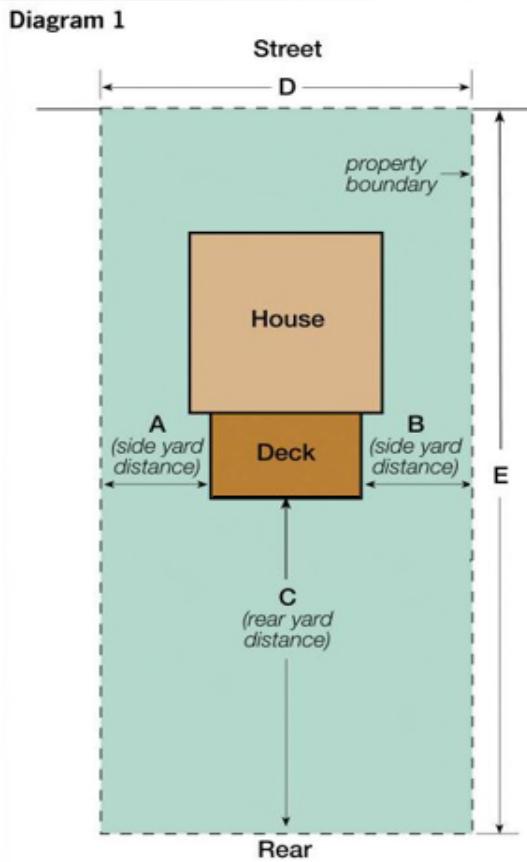 Diagram 1
Street
D
property
boundary
House
A
(side yard
distance)
Deck
B
(side yard
distance)
E
C
(rear yard
distance)
Rear